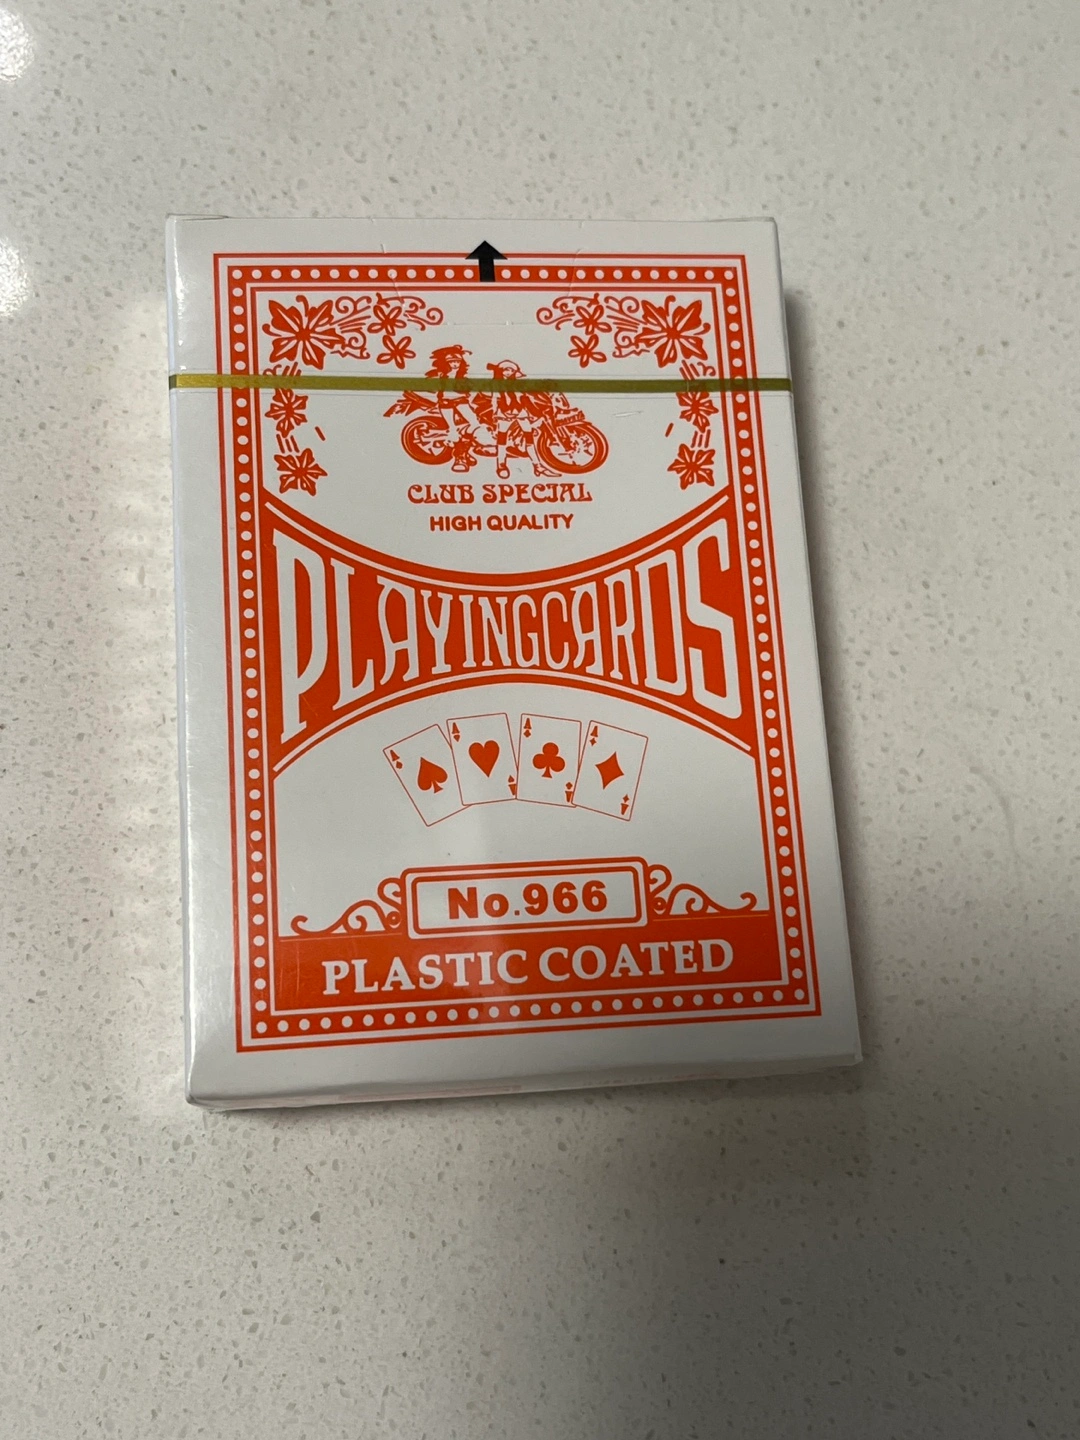 CLUB SPECIAL
HIGH QUALITY
PLAYINGCARDS
A A A A
A A A
No.966
PLASTIC COATED